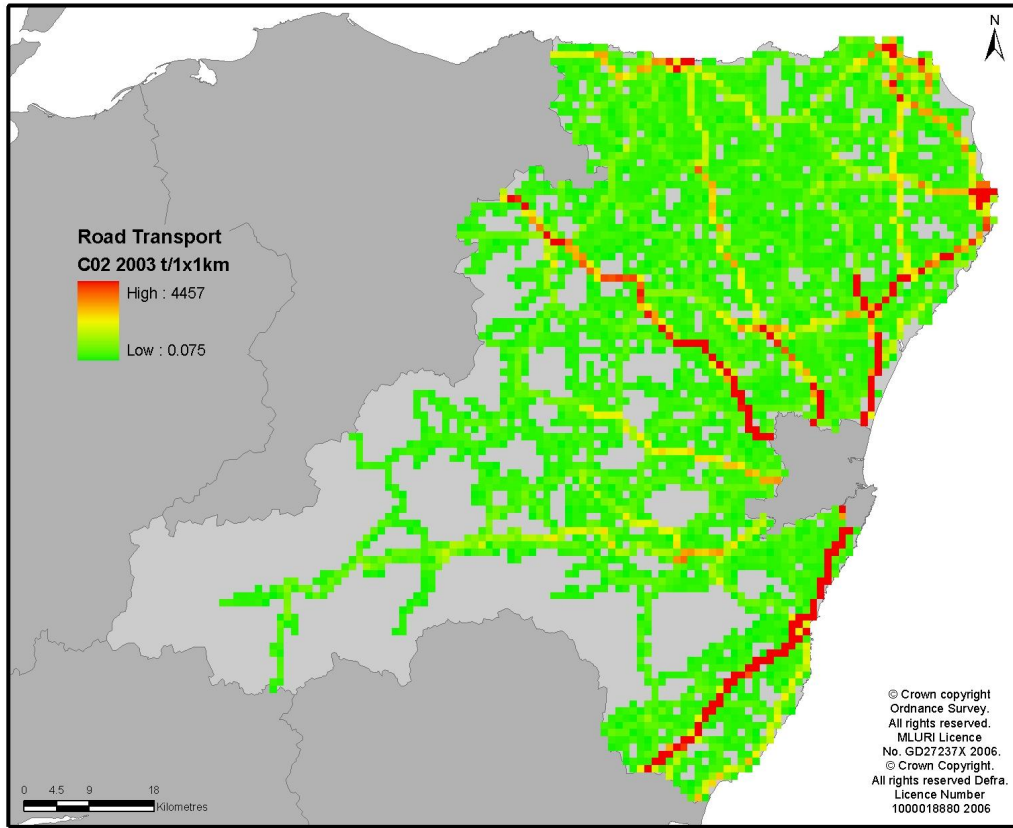 N
Road Transport
C02 2003 t/1x1km
High : 4457
Low : 0.075
0 4.5 9 18
Kilometres
© Crown copyright
Ordnance Survey.
All rights reserved.
MLURI Licence
No. GD27237X 2006.
© Crown Copyright.
All rights reserved Defra.
Licence Number
1000018880 2006